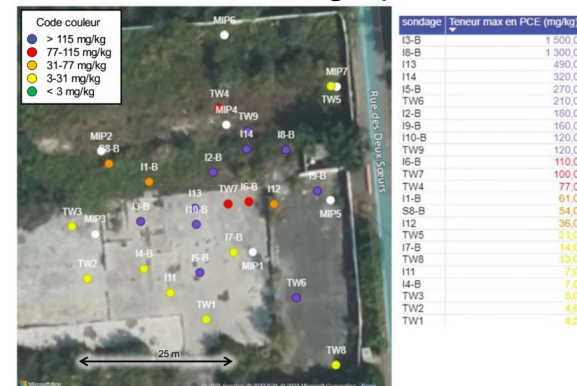 Code couleur
> 115 mg/kg
77-115 mg/kg
31-77 mg/kg
3-31 mg/kg
< 3 mg/kg
MIP6
MIP7
TW5
TW4
MIP4
TW9
I14
I8-B
MIP2
S8-B
I1-B
I2-B
Rue des Deux Sœurs
I9-B
MIP5
TW3
MIP3
I3-B
I13
I10-B
TW7
I6-B
I12
I7-B
MIP1
TW2
I4-B
I5-B
I11
TW6
TW1
TW8
25 m
Microsoft Bing
sondage Teneur max en PCE (mg/kg)
I3-B 1 500,0
I8-B 1 300,0
I13 490,0
I14 320,0
I5-B 270,0
TW6 210,0
I2-B 180,0
I9-B 160,0
I10-B 120,0
TW9 120,0
I6-B 110,0
TW7 100,0
TW4 77,0
I1-B 61,0
S8-B 54,0
I12 36,0
TW5 21,0
I7-B 14,0
TW8 13,0
I11 7,0
I4-B 7,0
TW3
TW2
TW1